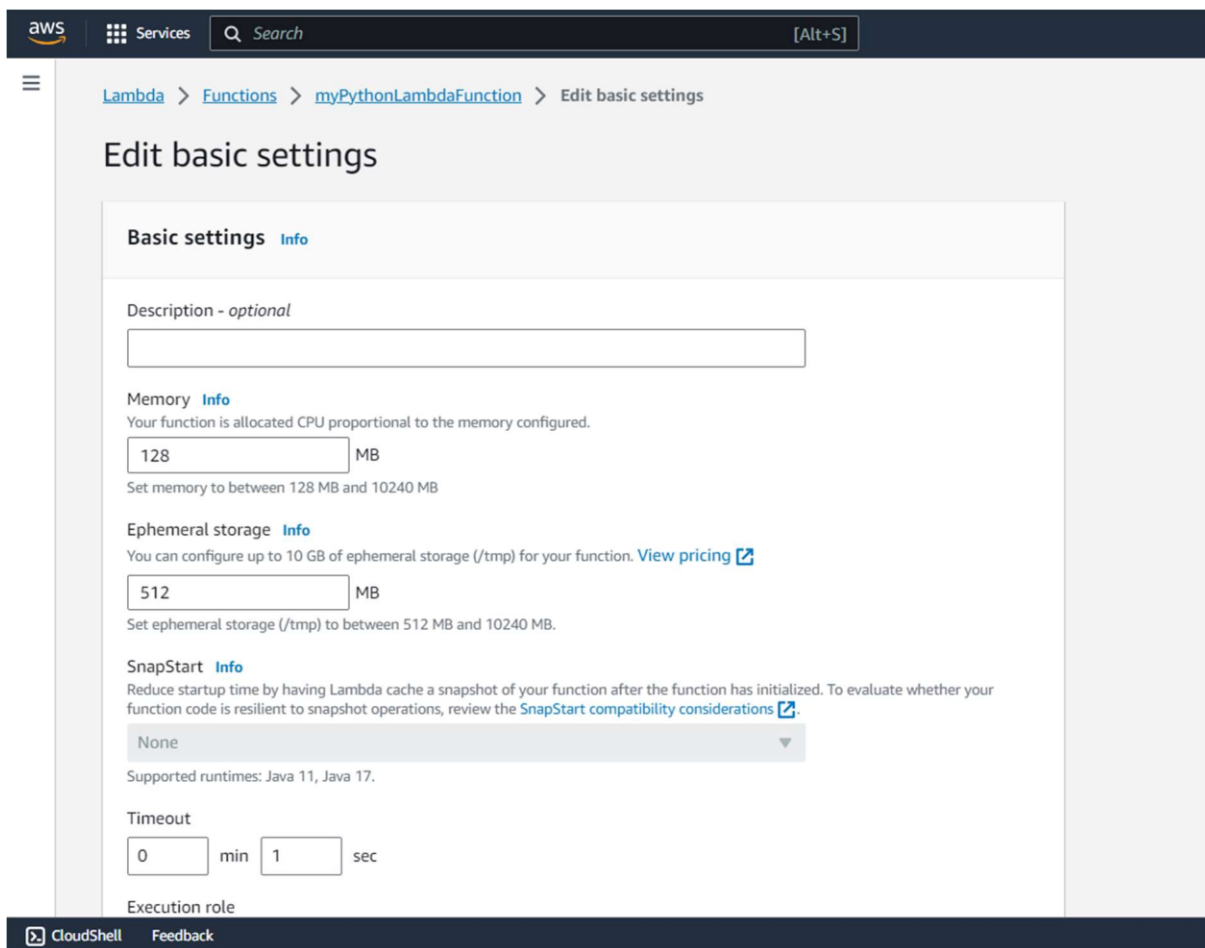 aws Services Search [Alt+S]
Lambda > Functions > myPythonLambdaFunction > Edit basic settings
Edit basic settings
Basic settings Info
Description - optional
Memory Info
Your function is allocated CPU proportional to the memory configured.
128 MB
Set memory to between 128 MB and 10240 MB
Ephemeral storage Info
You can configure up to 10 GB of ephemeral storage (/tmp) for your function. View pricing
512 MB
Set ephemeral storage (/tmp) to between 512 MB and 10240 MB.
SnapStart Info
Reduce startup time by having Lambda cache a snapshot of your function after the function has initialized. To evaluate whether your
function code is resilient to snapshot operations, review the SnapStart compatibility considerations.
None
Supported runtimes: Java 11, Java 17.
Timeout
0 min 1 sec
Execution role
CloudShell Feedback